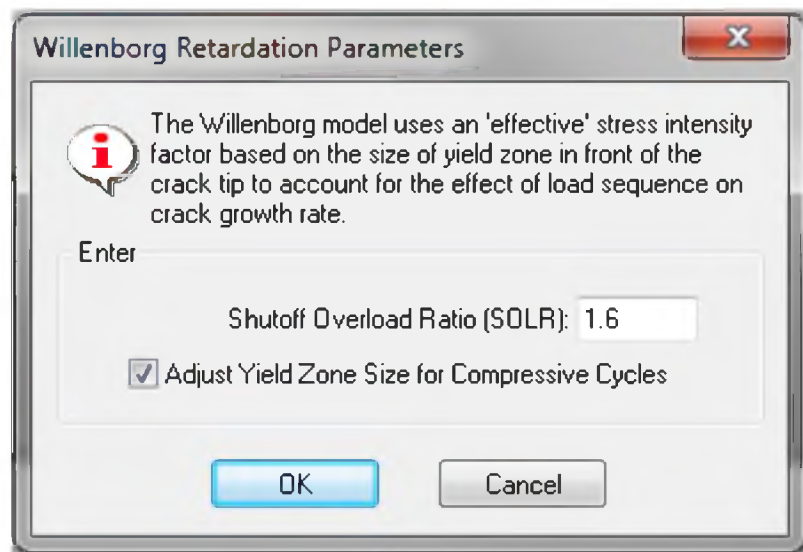 Willenborg Retardation Parameters
The Willenborg model uses an 'effective' stress intensity
factor based on the size of yield zone in front of the
crack tip to account for the effect of load sequence on
crack growth rate.
Enter
Shutoff Overload Ratio (SOLR): 1.6
Adjust Yield Zone Size for Compressive Cycles
OK Cancel